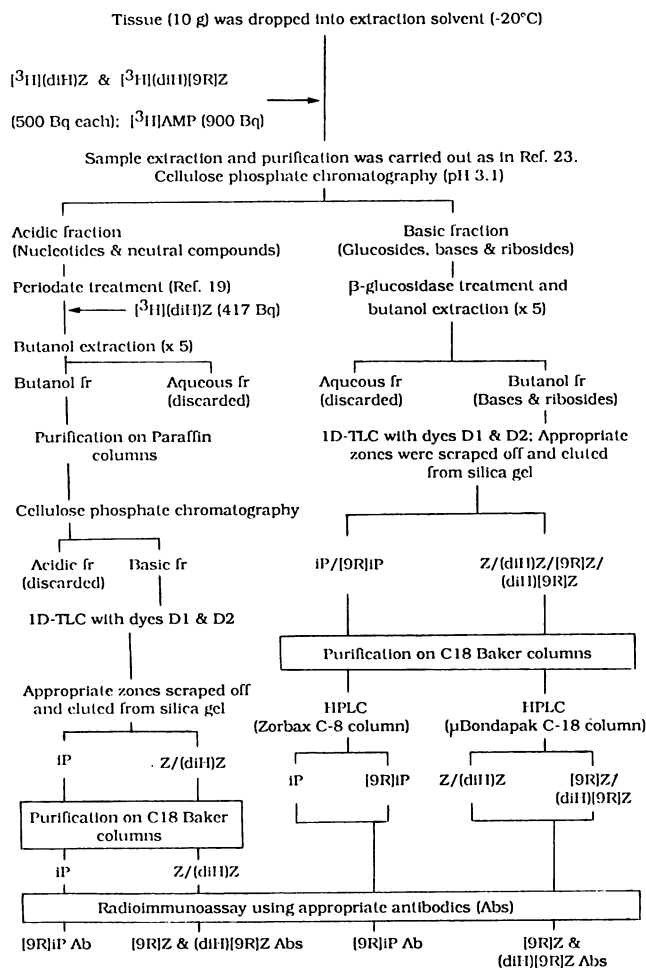 Tissue (10 g) was dropped into extraction solvent (-20°C)
[³H](diH)Z & [³H](diH)[9R]Z
(500 Bq each); [³H]AMP (900 Bq)
Sample extraction and purification was carried out as in Ref. 23.
Cellulose phosphate chromatography (pH 3.1)
Acidic fraction
(Nucleotides & neutral compounds)
Periodate treatment (Ref. 19)
[³H](diH)Z (417 Bq)
Butanol extraction (x 5)
Butanol fr
Aqueous fr
(discarded)
Purification on Paraffin
columns
Cellulose phosphate chromatography
Acidic fr
(discarded)
Basic fr
1D-TLC with dyes D1 & D2
Appropriate zones scraped off
and eluted from silica gel
iP
Z/(diH)Z
Purification on C18 Baker
columns
iP
Z/(diH)Z
Basic fraction
(Glucosides, bases & ribosides)
β-glucosidase treatment and
butanol extraction (x 5)
Aqueous fr
(discarded)
Butanol fr
(Bases & ribosides)
1D-TLC with dyes D1 & D2; Appropriate
zones were scraped off and eluted
from silica gel
iP/[9R]iP
Z/(diH)Z/[9R]Z/
(diH)[9R]Z
Purification on C18 Baker columns
HPLC
(Zorbax C-8 column)
HPLC
(µBondapak C-18 column)
iP
[9R]iP
Z/(diH)Z
[9R]Z/
(diH)[9R]Z
Radioimmunoassay using appropriate antibodies (Abs)
[9R]iP Ab
[9R]Z & (diH)[9R]Z Abs
[9R]iP Ab
[9R]Z &
(diH)[9R]Z Abs